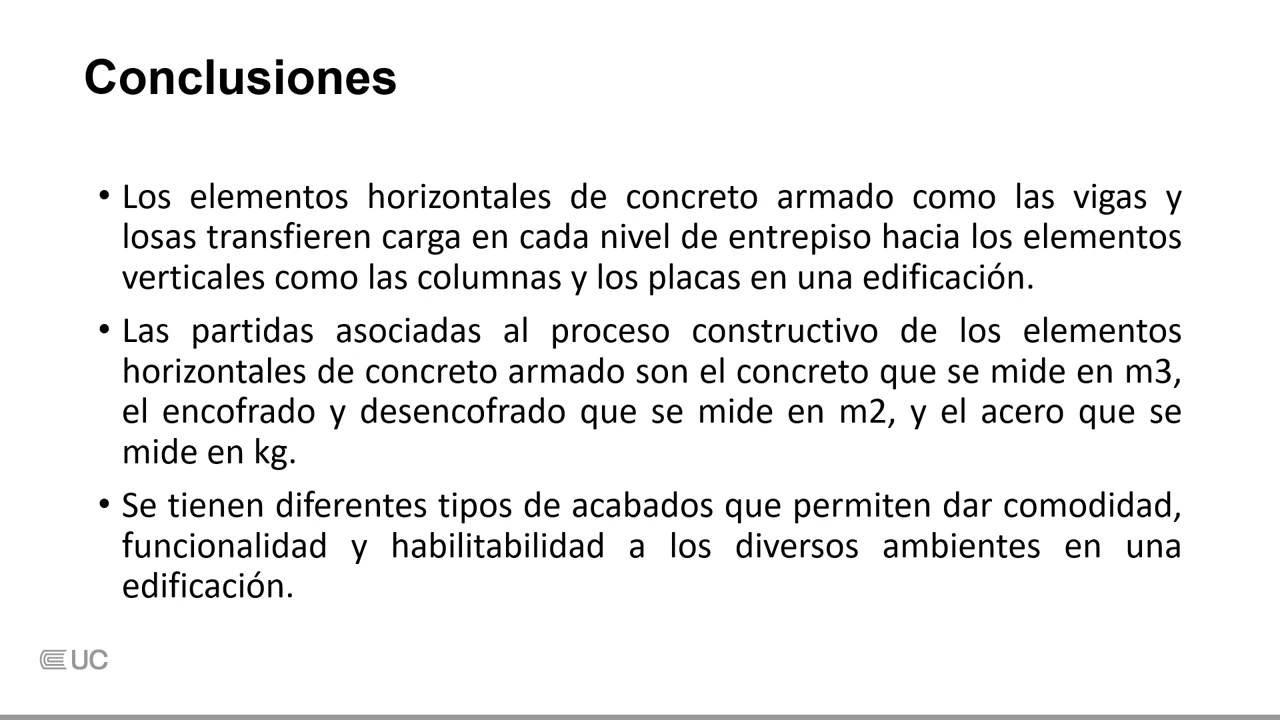 Conclusiones
• Los elementos horizontales de concreto armado como las vigas y
losas transfieren carga en cada nivel de entrepiso hacia los elementos
verticales como las columnas y los placas en una edificación.
• Las partidas asociadas al proceso constructivo de los elementos
horizontales de concreto armado son el concreto que se mide en m3,
el encofrado y desencofrado que se mide en m2, y el acero que se
mide en kg.
• Se tienen diferentes tipos de acabados que permiten dar comodidad,
funcionalidad y habilitabilidad a los diversos ambientes en una
edificación.
UC